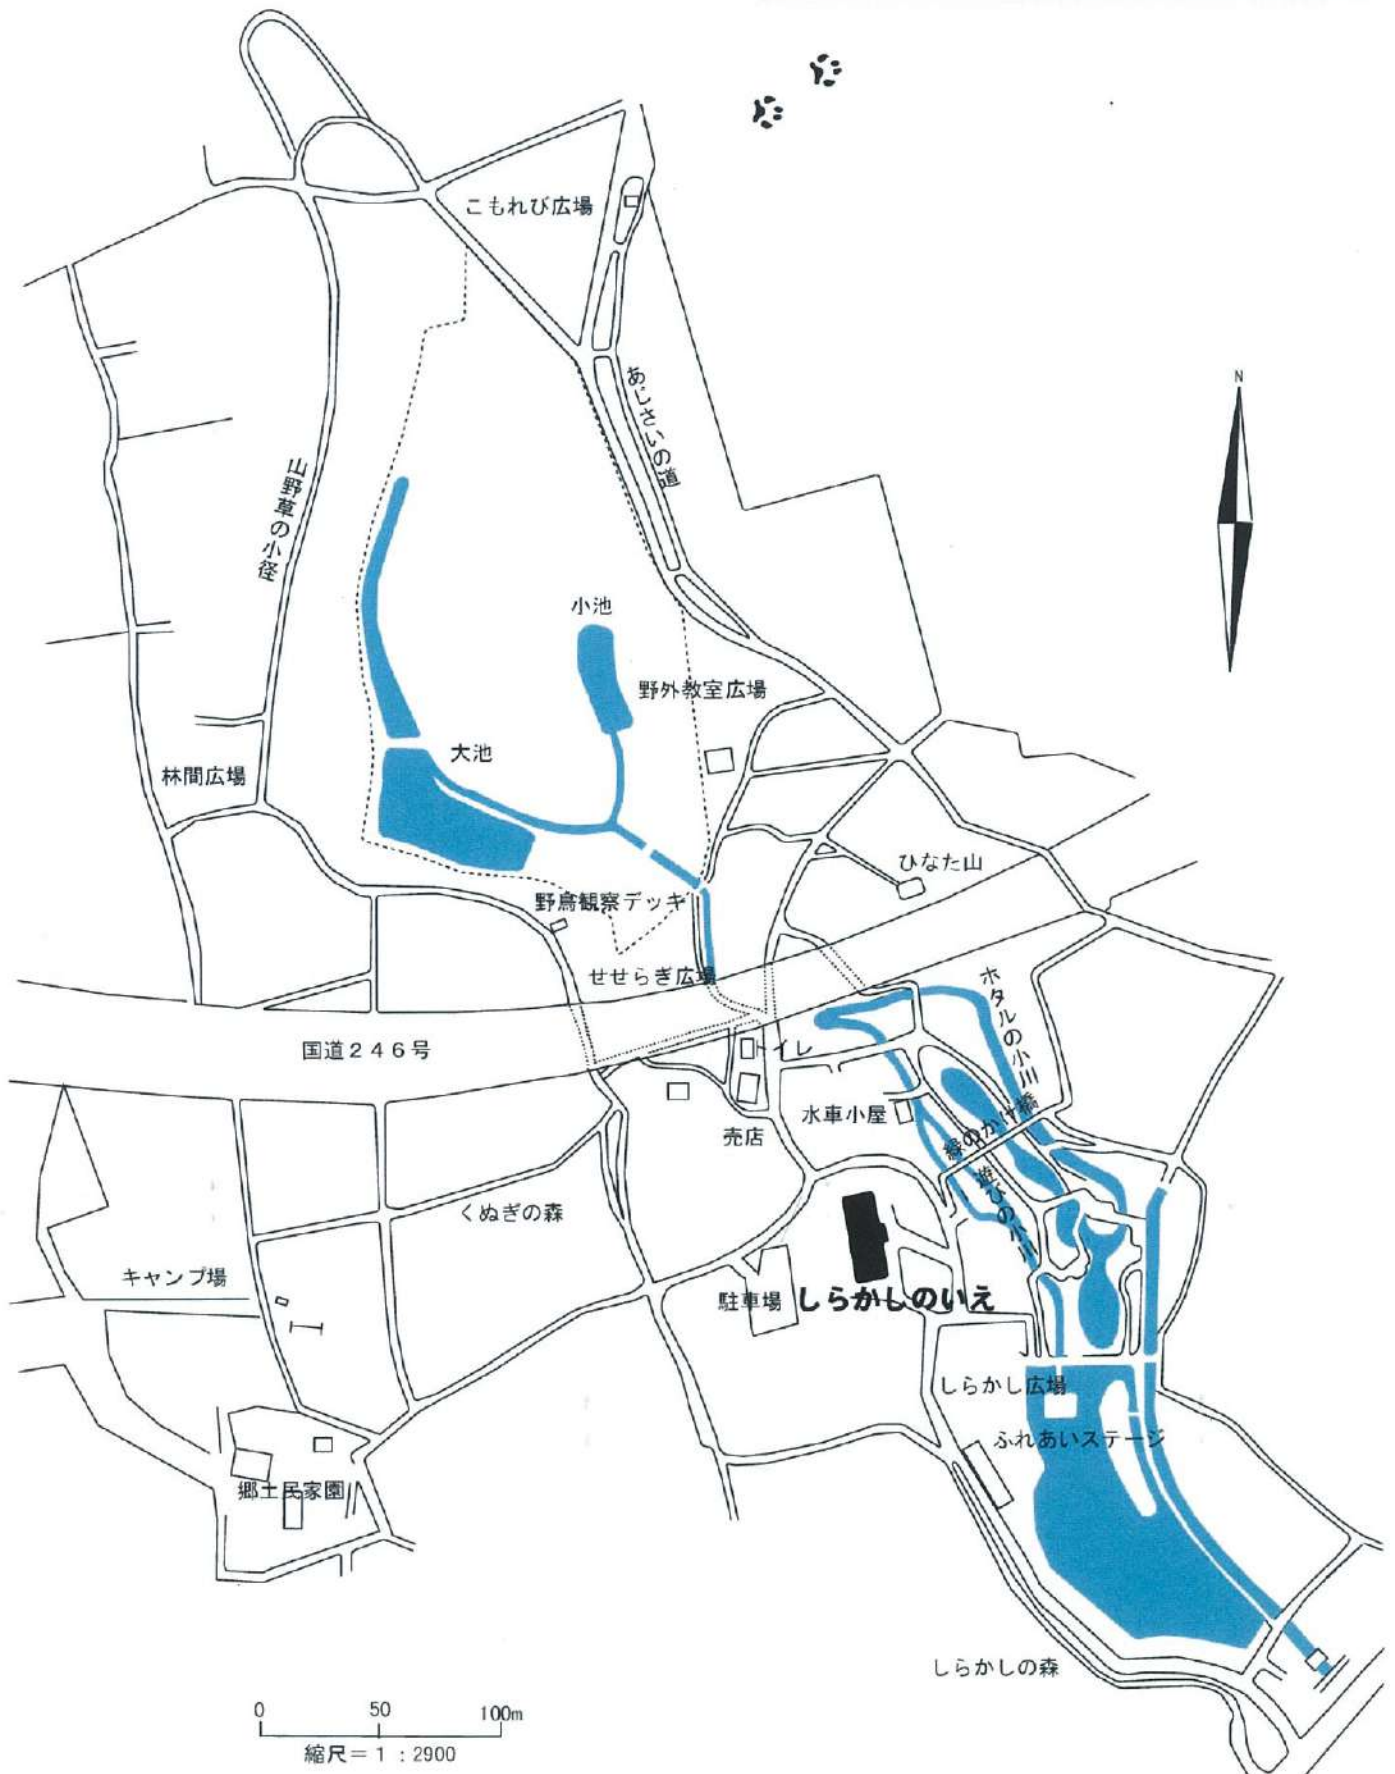 こもれび広場
N
あじさいの道
山野草の小径
小池
野外教室広場
大池
林間広場
ひなた山
野鳥観察デッキ
せせらぎ広場
ホタルの小川
国道246号
トイレ
水車小屋
緑のかけ橋
売店
遊びの小川
くぬぎの森
キャンプ場
駐車場
しらかしのいえ
しらかし広場
ふれあいステージ
郷土民家園
しらかしの森
0 50 100m
縮尺=1:2900